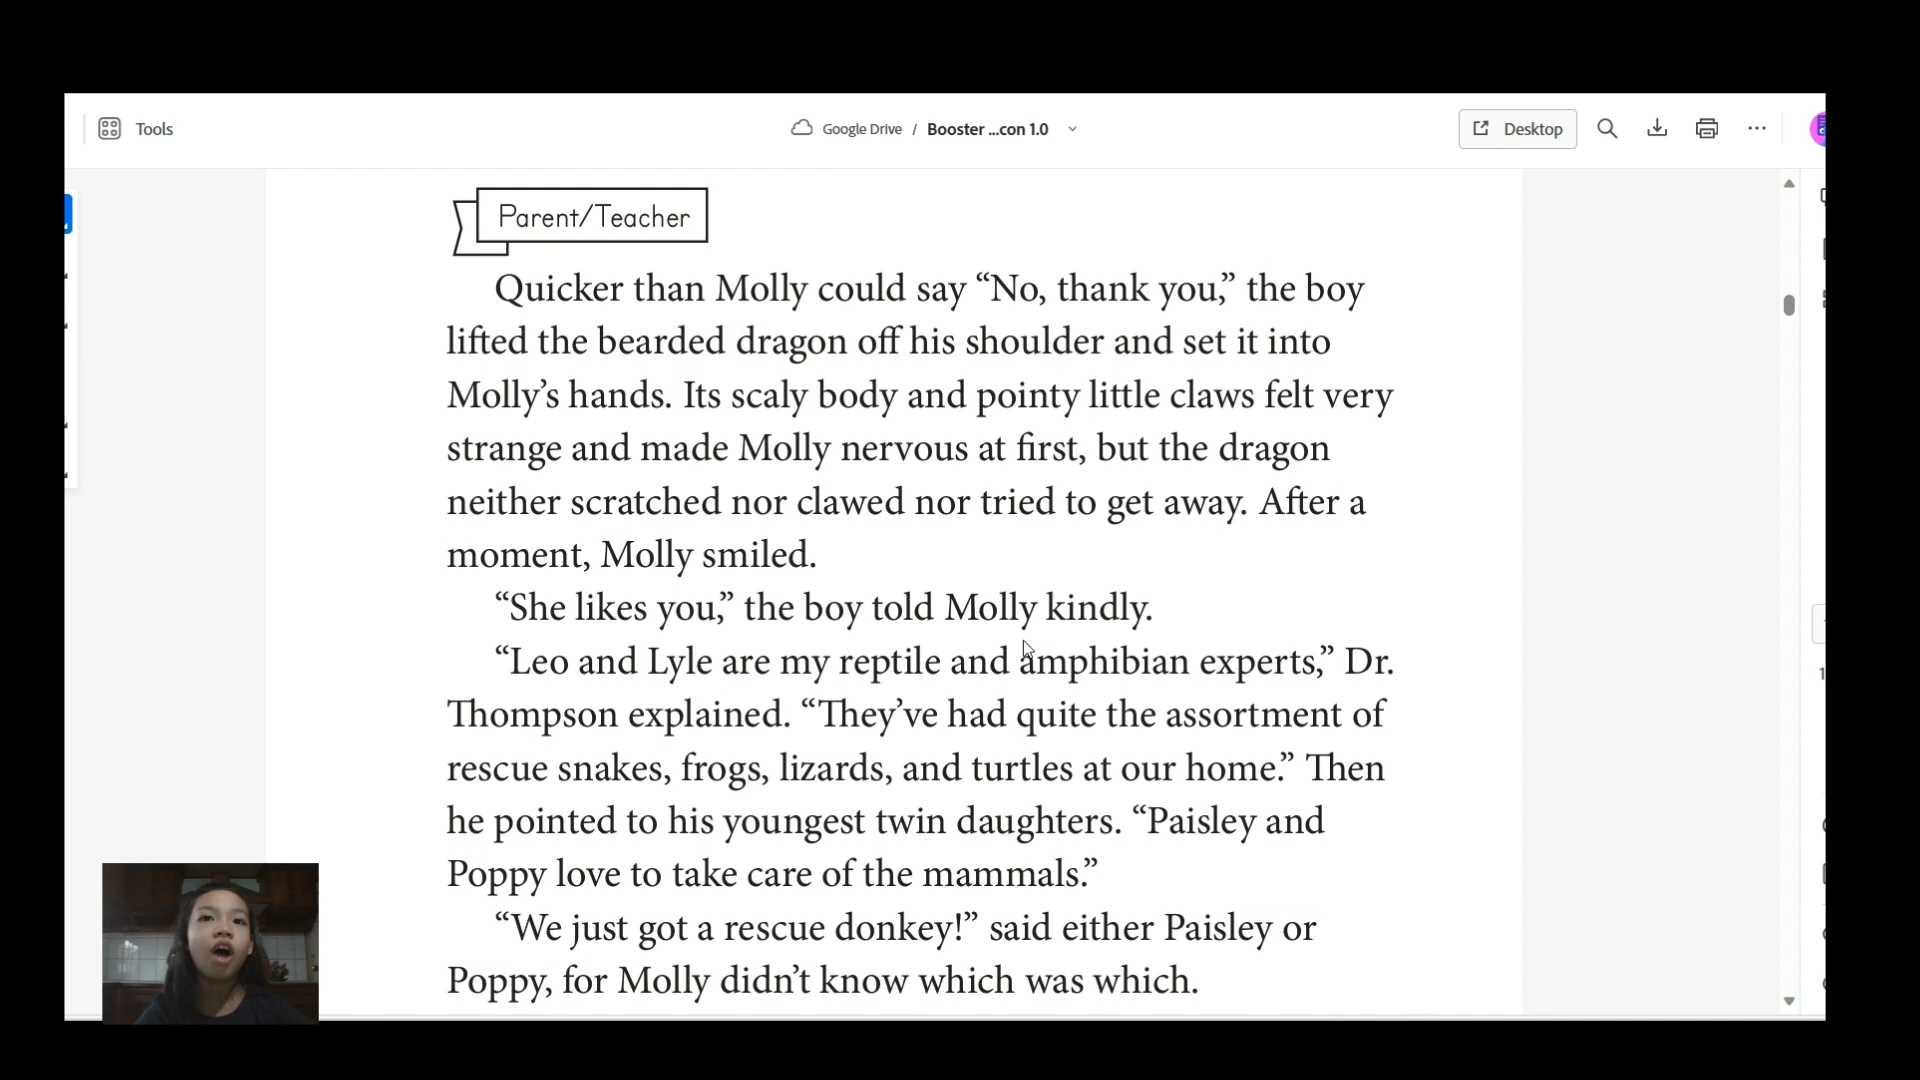 Tools
Google Drive / Booster ...con 1.0
Desktop
Parent/Teacher
Quicker than Molly could say “No, thank you,” the boy
lifted the bearded dragon off his shoulder and set it into
Molly’s hands. Its scaly body and pointy little claws felt very
strange and made Molly nervous at first, but the dragon
neither scratched nor clawed nor tried to get away. After a
moment, Molly smiled.
“She likes you,” the boy told Molly kindly.
“Leo and Lyle are my reptile and amphibian experts,” Dr.
Thompson explained. “They’ve had quite the assortment of
rescue snakes, frogs, lizards, and turtles at our home.” Then
he pointed to his youngest twin daughters. “Paisley and
Poppy love to take care of the mammals.”
“We just got a rescue donkey!” said either Paisley or
Poppy, for Molly didn’t know which was which.